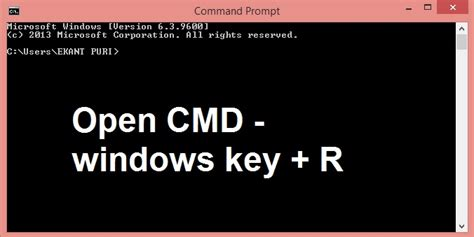 Command Prompt
Microsoft Windows [Version 6.3.9600]
(c) 2013 Microsoft Corporation. All rights reserved.
C:\Users\EKANT PURI>
Open CMD -
windows key + R